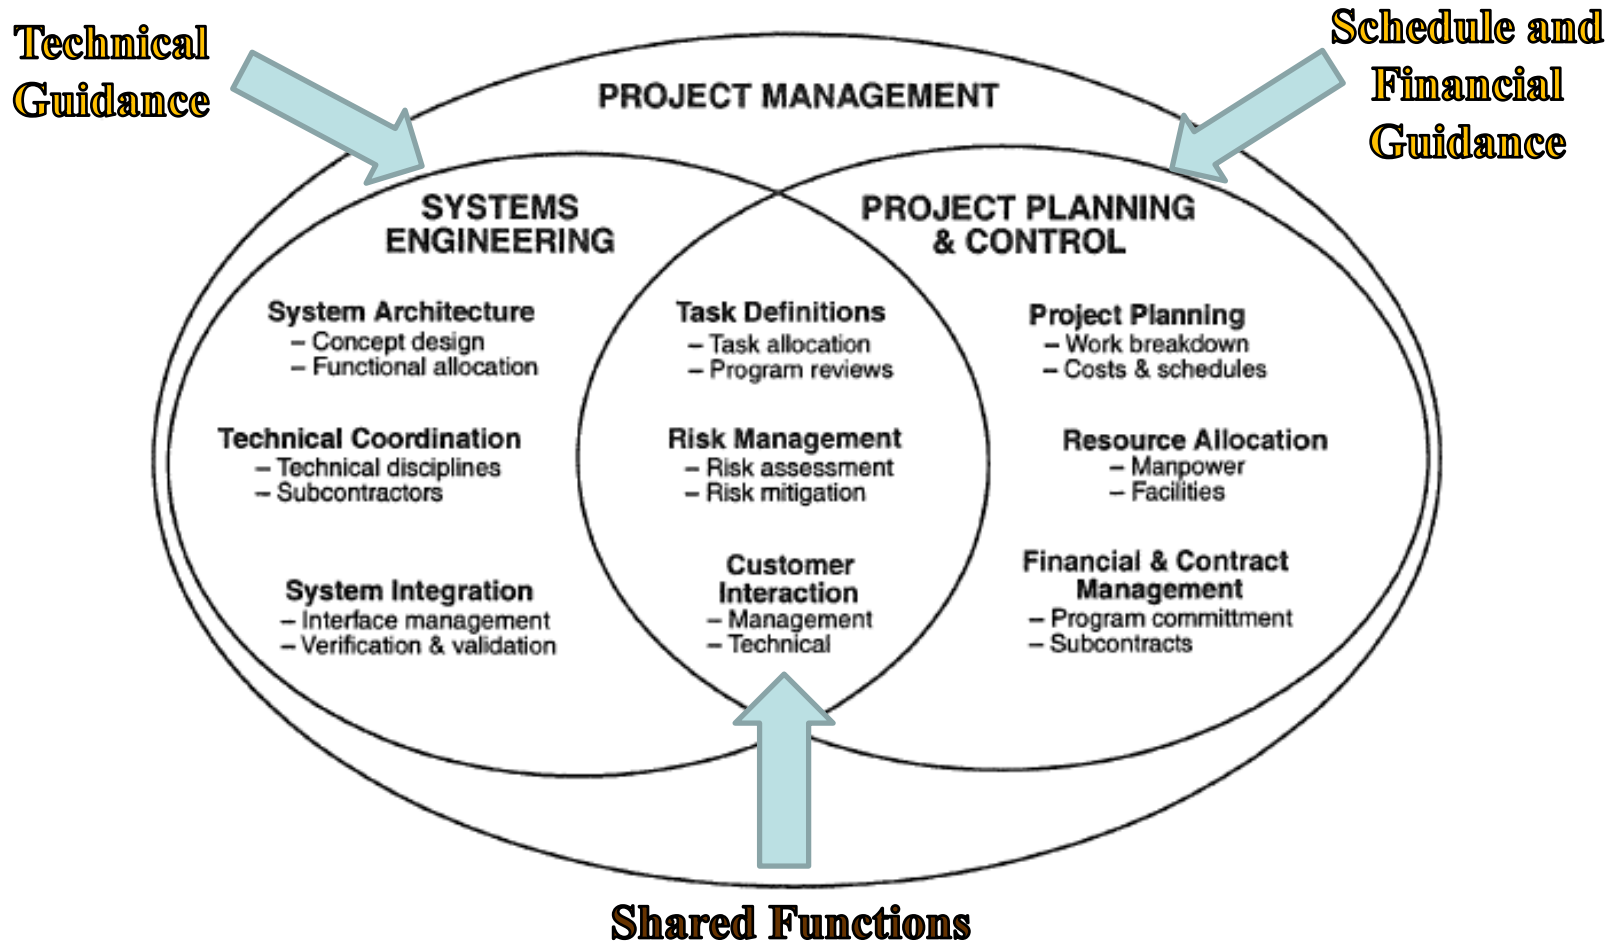 Technical
Guidance
Schedule and
Financial
Guidance
PROJECT MANAGEMENT
SYSTEMS
ENGINEERING
System Architecture
– Concept design
– Functional allocation
Technical Coordination
– Technical disciplines
– Subcontractors
System Integration
– Interface management
– Verification & validation
Task Definitions
– Task allocation
– Program reviews
Risk Management
– Risk assessment
– Risk mitigation
Customer
Interaction
– Management
– Technical
PROJECT PLANNING
& CONTROL
Project Planning
– Work breakdown
– Costs & schedules
Resource Allocation
– Manpower
– Facilities
Financial & Contract
Management
– Program committment
– Subcontracts
Shared Functions